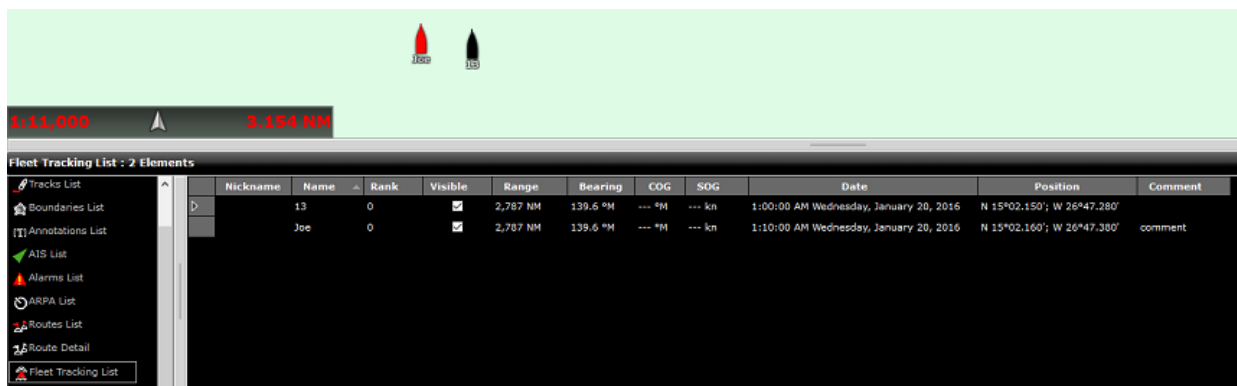 Joe
13
1:11,000 3.154 NM
Fleet Tracking List : 2 Elements
Tracks List
Boundaries List
Annotations List
AIS List
Alarms List
ARPA List
Routes List
Route Detail
Fleet Tracking List
Nickname Name Rank Visible Range Bearing COG SOG Date Position Comment
13 0 2,787 NM 139.6 °M --- °M --- kn 1:00:00 AM Wednesday, January 20, 2016 N 15°02.150'; W 26°47.280'
Joe 0 2,787 NM 139.6 °M --- °M --- kn 1:10:00 AM Wednesday, January 20, 2016 N 15°02.160'; W 26°47.380' comment